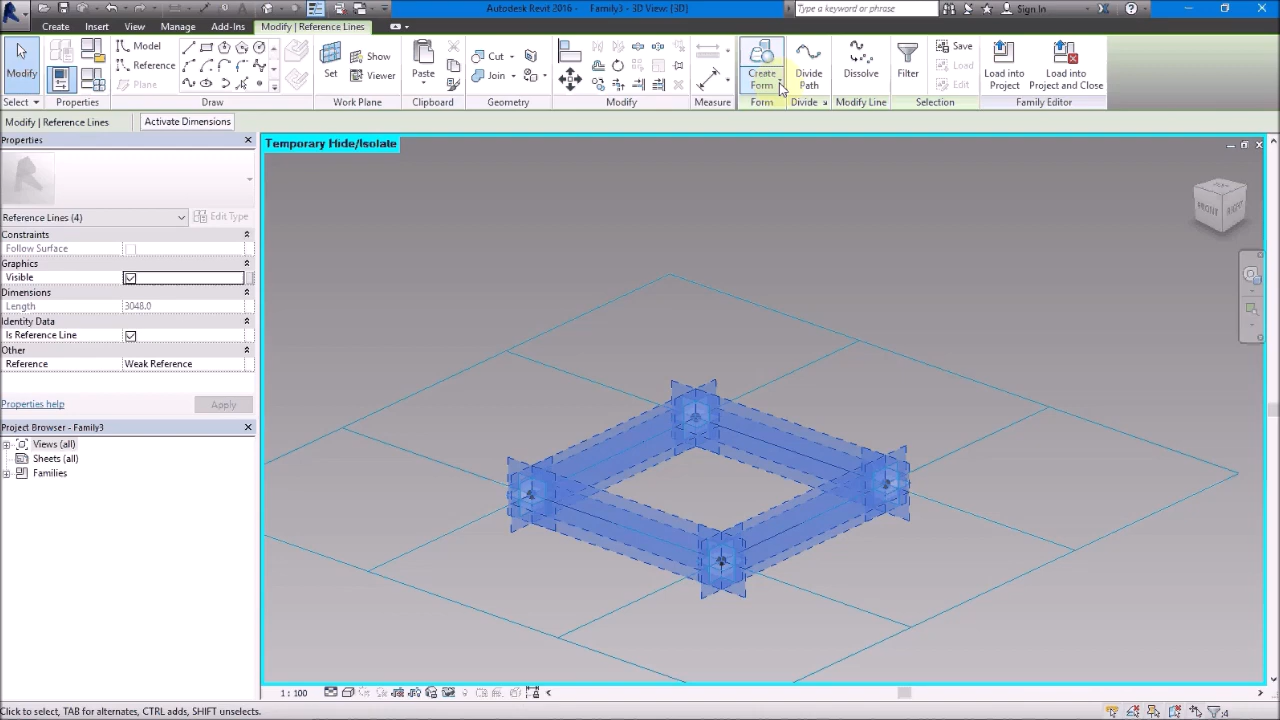 Autodesk Revit 2016 - Family3 - 3D View: {3D}
Type a keyword or phrase
Sign In
Create Insert View Manage Add-Ins Modify | Reference Lines
Modify
Model
Reference
Plane
Set
Show
Viewer
Paste
Cut
Join
Create Form
Divide Path
Dissolve
Filter
Save
Load
Edit
Load into Project
Load into Project and Close
Select Properties Draw Work Plane Clipboard Geometry Modify Measure Form Divide Modify Line Selection Family Editor
Modify | Reference Lines Activate Dimensions
Properties
Reference Lines (4) Edit Type
Constraints
Follow Surface
Graphics
Visible
Dimensions
Length 3048.0
Identity Data
Is Reference Line
Other
Reference Weak Reference
Properties help Apply
Project Browser - Family3
Views (all)
Sheets (all)
Families
Temporary Hide/Isolate
TOP
FRONT
RIGHT
1 : 100
Click to select, TAB for alternates, CTRL adds, SHIFT unselects.
:4